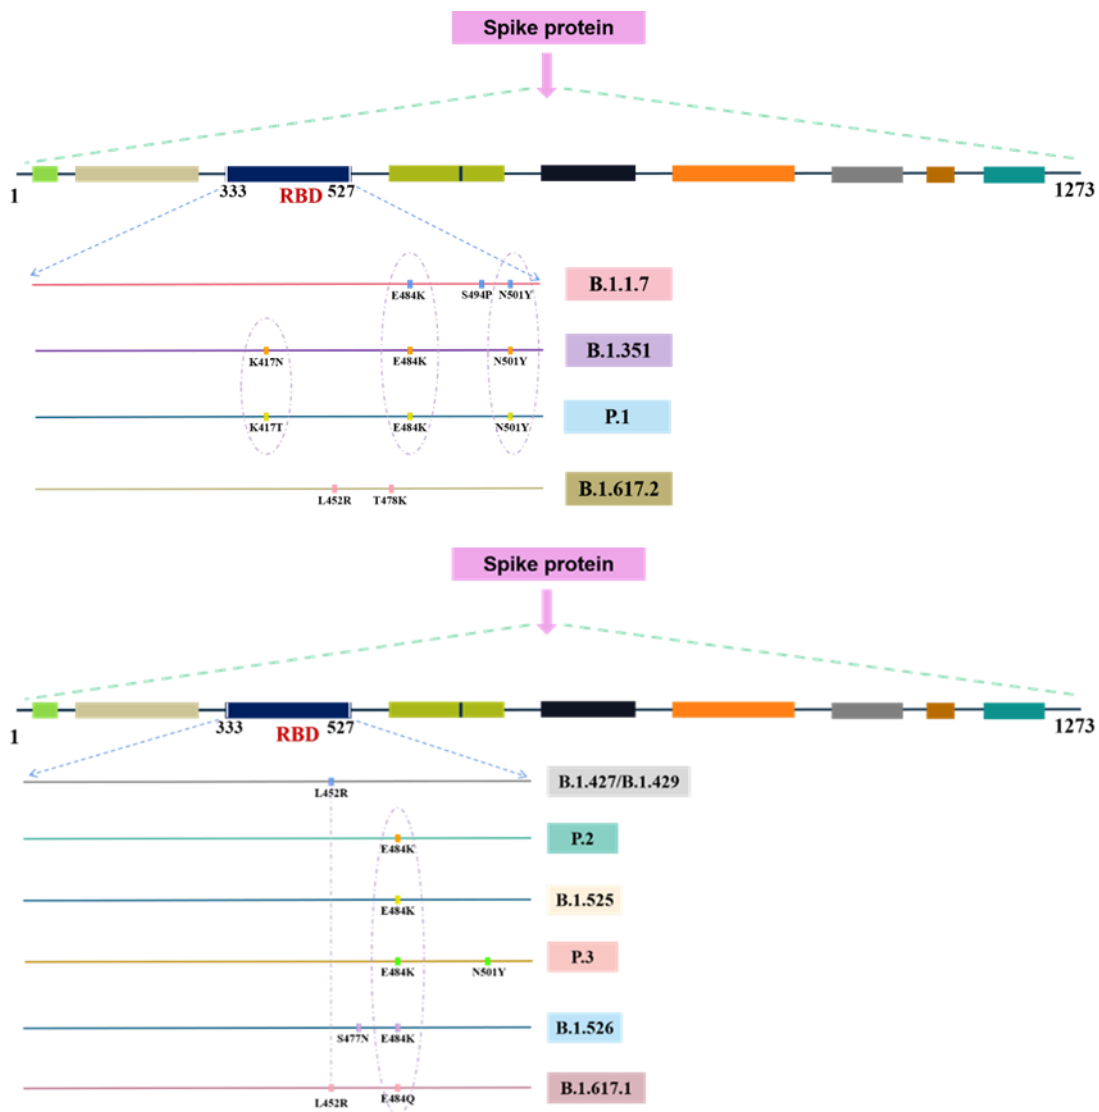 Spike protein
1
333
RBD
527
1273
E484K
S494P
N501Y
B.1.1.7
K417N
E484K
N501Y
B.1.351
K417T
E484K
N501Y
P.1
L452R
T478K
B.1.617.2
Spike protein
1
333
RBD
527
1273
L452R
B.1.427/B.1.429
E484K
P.2
E484K
B.1.525
E484K
N501Y
P.3
S477N
E484K
B.1.526
L452R
E484Q
B.1.617.1